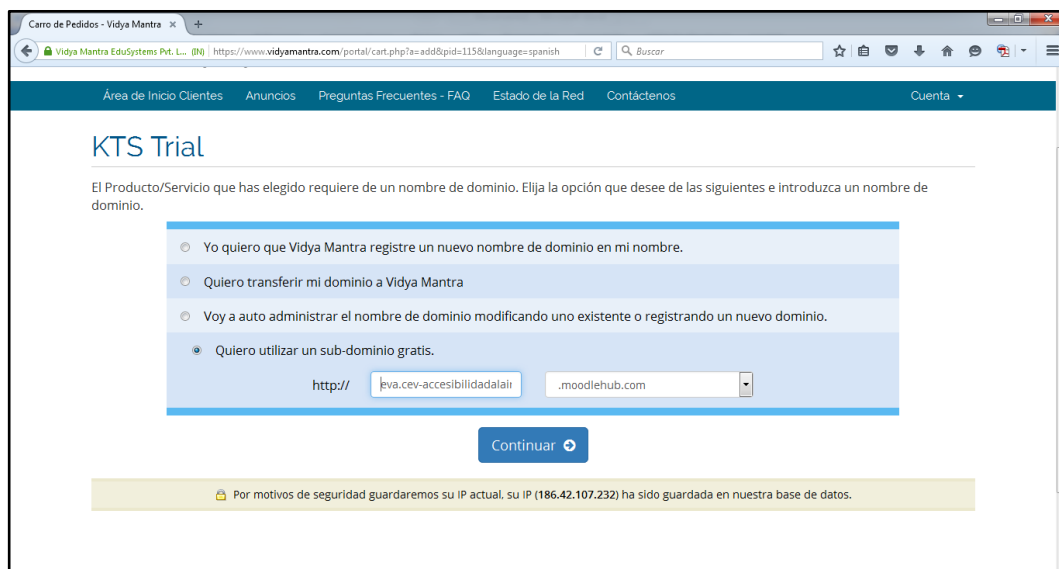 Carro de Pedidos - Vidya Mantra
Vidya Mantra EduSystems Pvt. L... (IN) https://www.vidyamantra.com/portal/cart.php?a=add&pid=115&language=spanish Buscar
Área de Inicio Clientes Anuncios Preguntas Frecuentes - FAQ Estado de la Red Contáctenos Cuenta
KTS Trial
El Producto/Servicio que has elegido requiere de un nombre de dominio. Elija la opción que desee de las siguientes e introduzca un nombre de
dominio.
Yo quiero que Vidya Mantra registre un nuevo nombre de dominio en mi nombre.
Quiero transferir mi dominio a Vidya Mantra
Voy a auto administrar el nombre de dominio modificando uno existente o registrando un nuevo dominio.
Quiero utilizar un sub-dominio gratis.
http:// eva.cev-accesibilidadalair .moodlehub.com
Continuar
Por motivos de seguridad guardaremos su IP actual, su IP (186.42.107.232) ha sido guardada en nuestra base de datos.